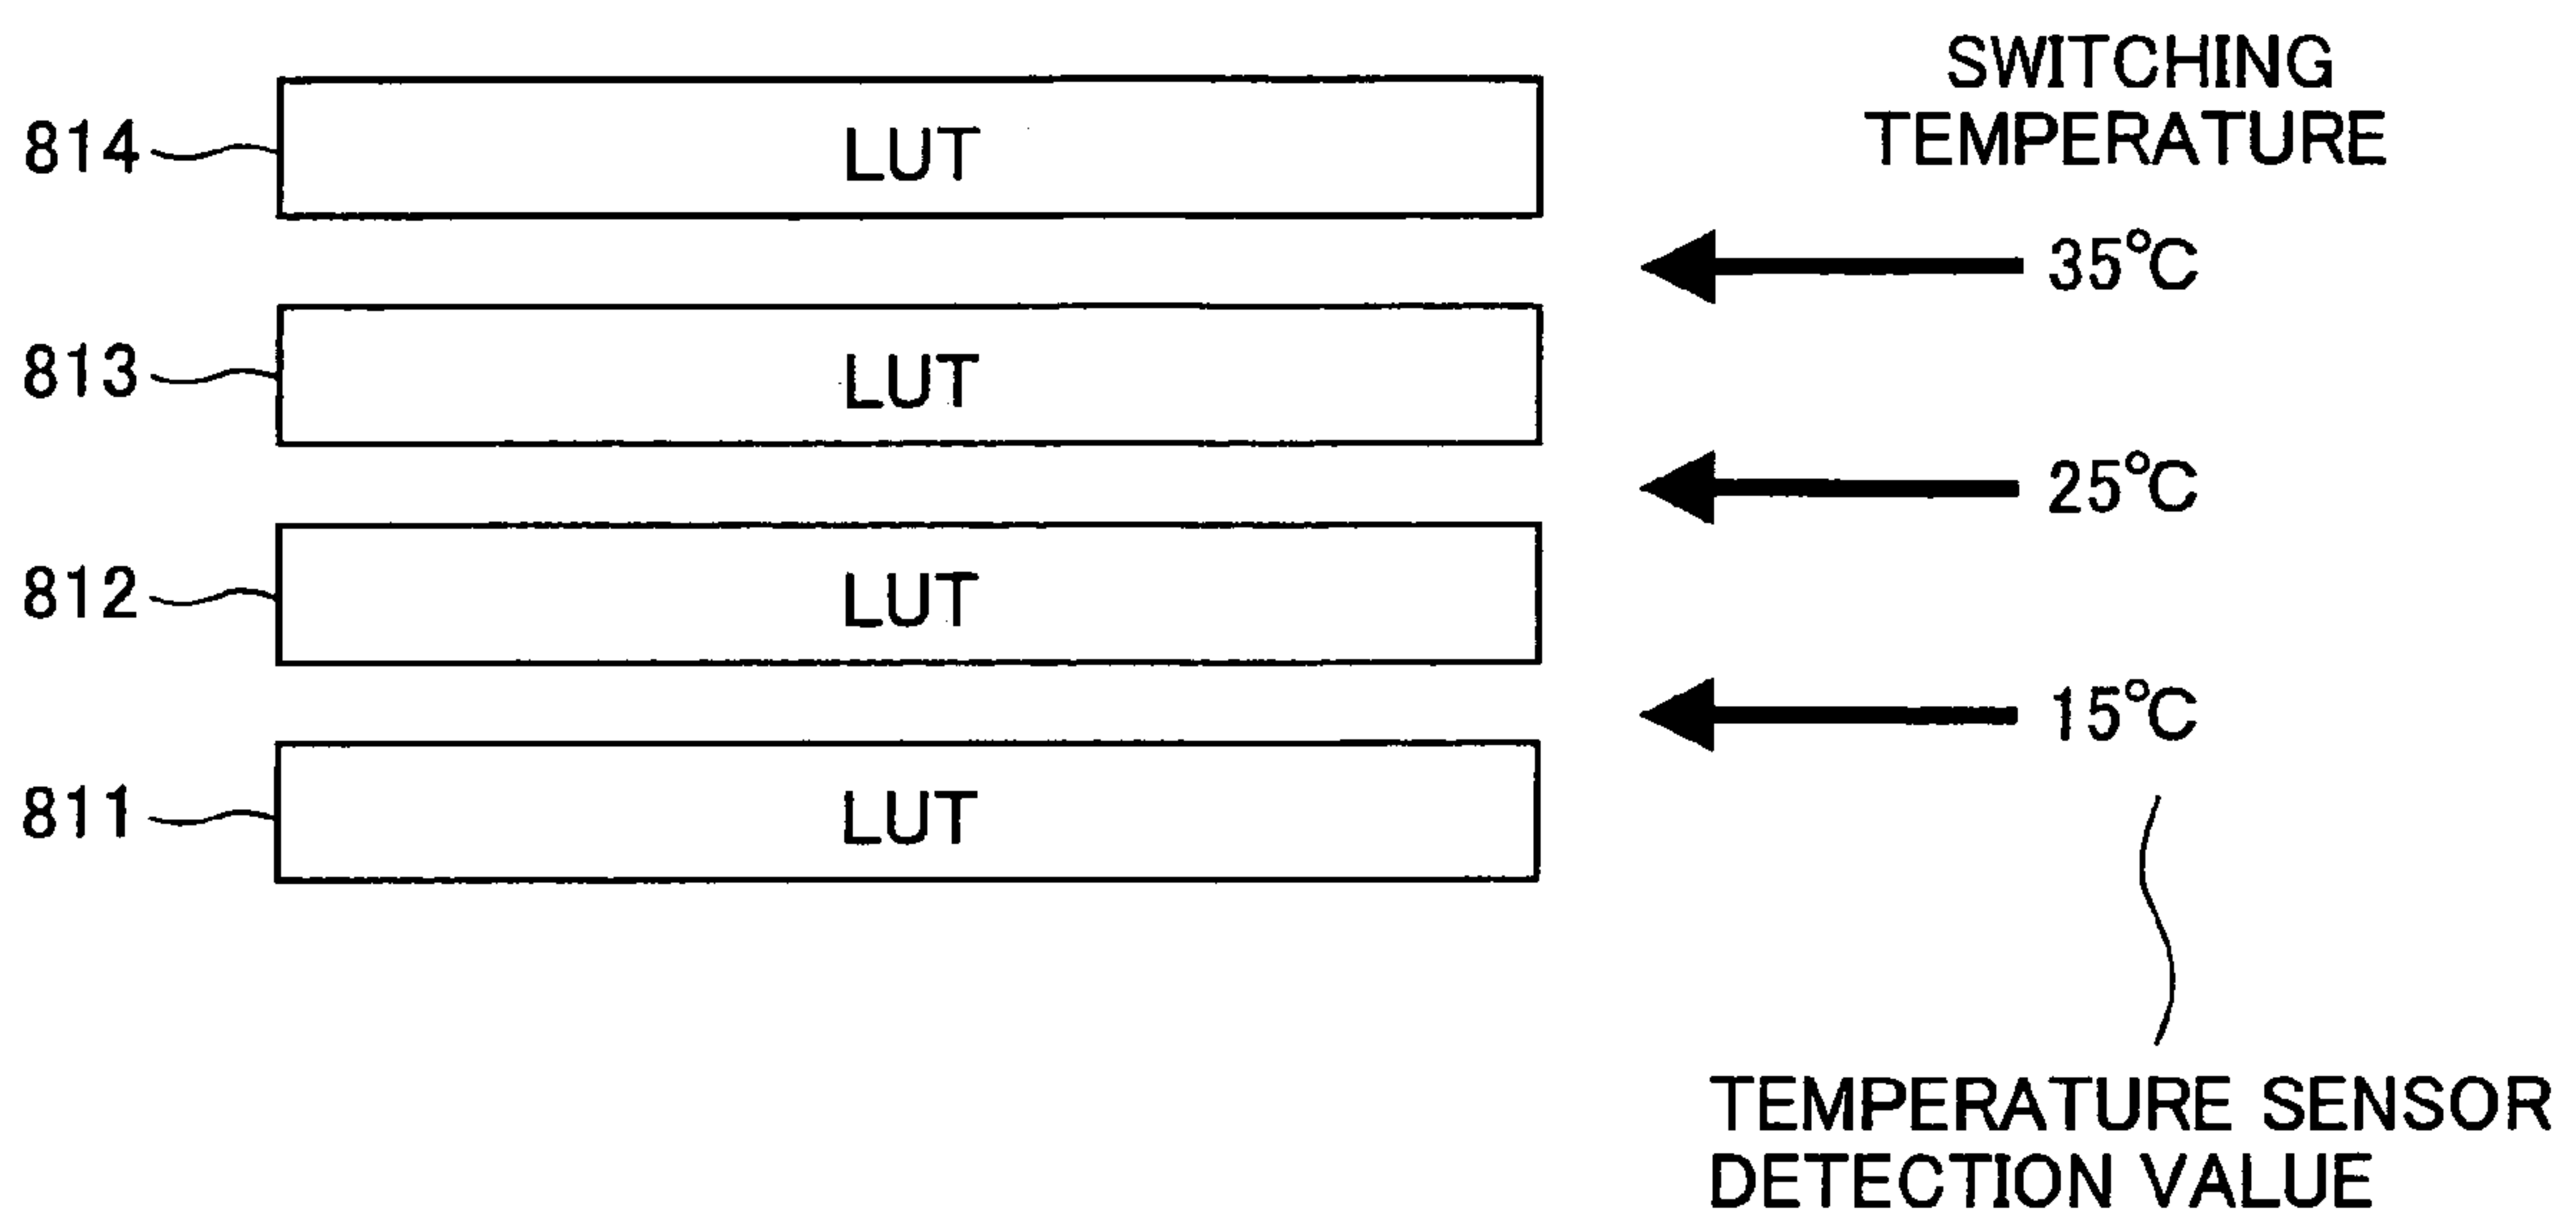 SWITCHING
TEMPERATURE
814 LUT
35°C
813 LUT
25°C
812 LUT
15°C
811 LUT
TEMPERATURE SENSOR
DETECTION VALUE